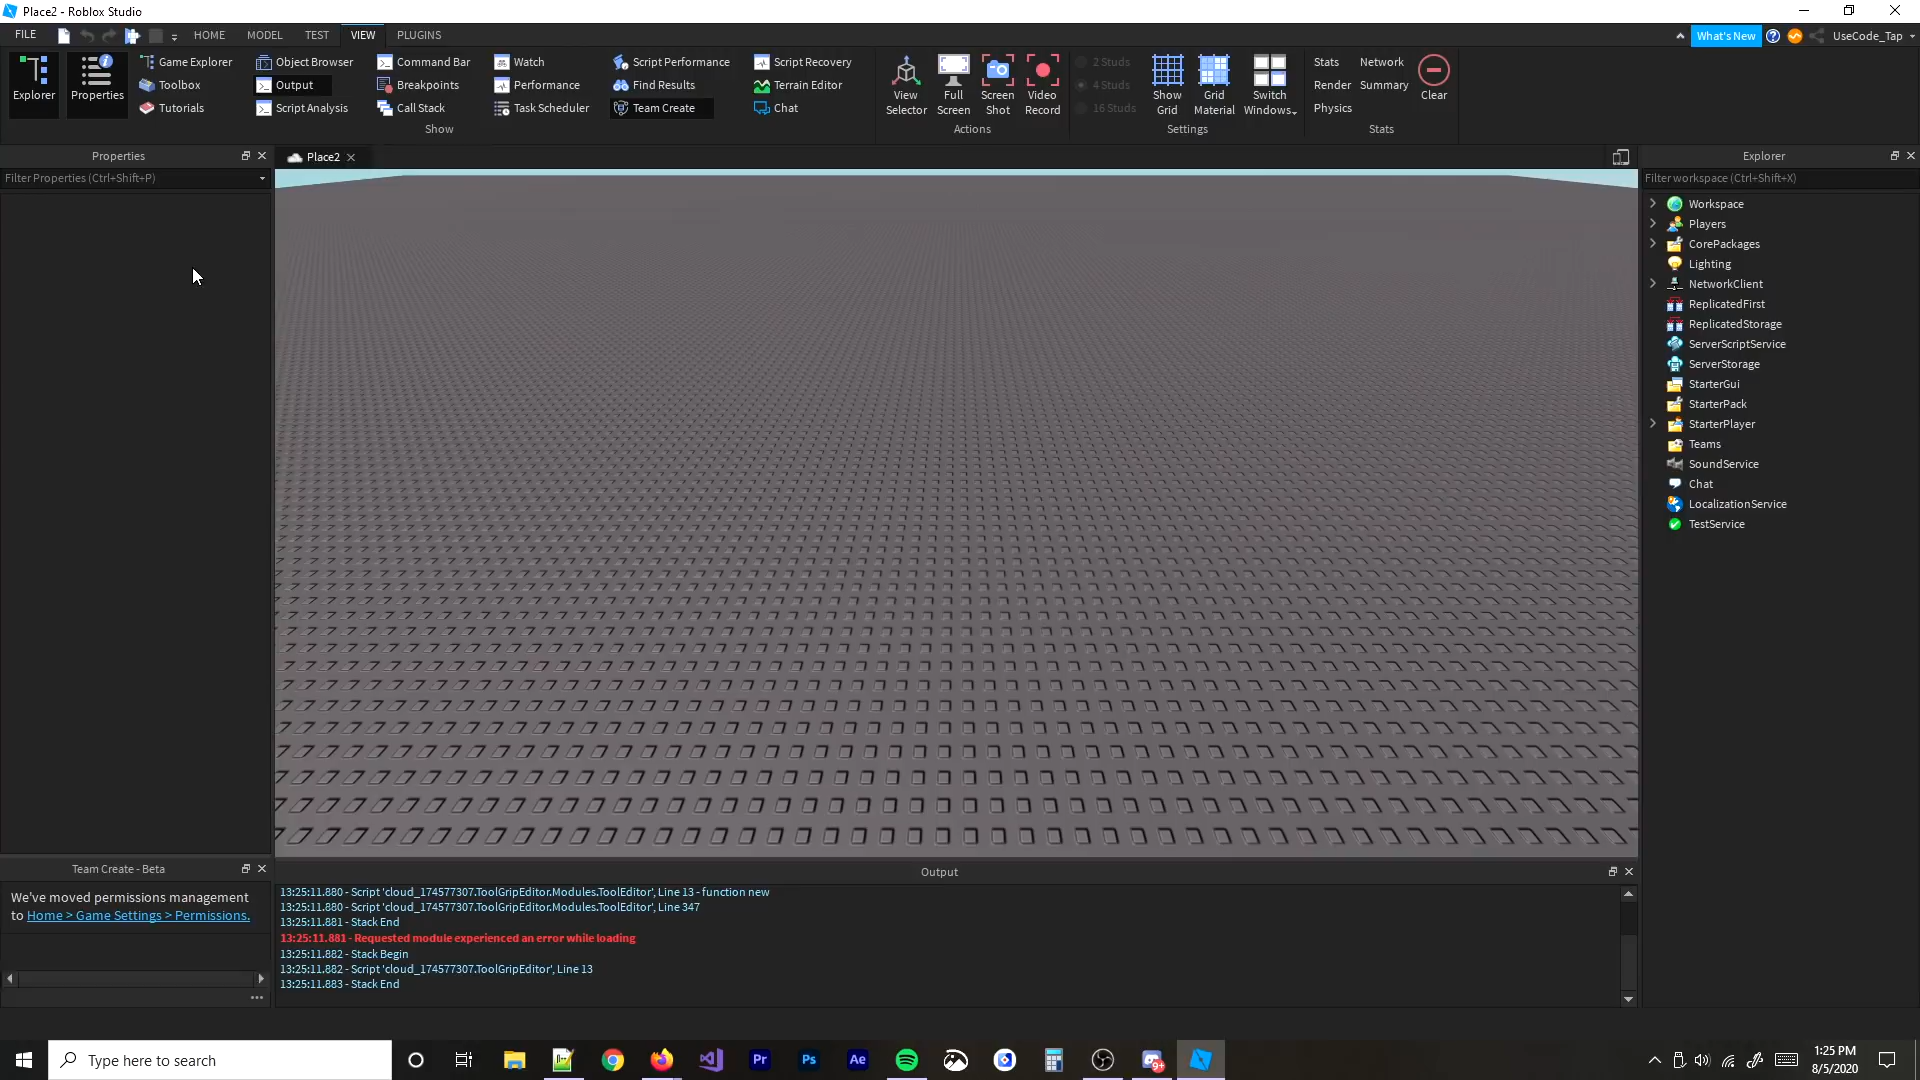 Place2 - Roblox Studio
FILE HOME MODEL TEST VIEW PLUGINS What's New UseCode_Tap
Explorer
Properties
Game Explorer
Toolbox
Tutorials
Object Browser
Output
Script Analysis
Command Bar
Breakpoints
Call Stack
Watch
Performance
Task Scheduler
Script Performance
Find Results
Team Create
Script Recovery
Terrain Editor
Chat
Show
View
Selector
Full
Screen
Screen
Shot
Video
Record
Actions
2 Studs
4 Studs
16 Studs
Show
Grid
Grid
Material
Switch
Windows
Settings
Stats Network
Render Summary
Physics
Clear
Stats
Properties
Filter Properties (Ctrl+Shift+P)
Place2
Explorer
Filter workspace (Ctrl+Shift+X)
Workspace
Players
CorePackages
Lighting
NetworkClient
ReplicatedFirst
ReplicatedStorage
ServerScriptService
ServerStorage
StarterGui
StarterPack
StarterPlayer
Teams
SoundService
Chat
LocalizationService
TestService
Team Create - Beta
We've moved permissions management
to Home > Game Settings > Permissions.
Output
13:25:11.880 - Script 'cloud_174577307.ToolGripEditor.Modules.ToolEditor', Line 13 - function new
13:25:11.880 - Script 'cloud_174577307.ToolGripEditor.Modules.ToolEditor', Line 347
13:25:11.881 - Stack End
13:25:11.881 - Requested module experienced an error while loading
13:25:11.882 - Stack Begin
13:25:11.882 - Script 'cloud_174577307.ToolGripEditor', Line 13
13:25:11.883 - Stack End
Type here to search
Pr
Ps
Ae
9+
1:25 PM
8/5/2020